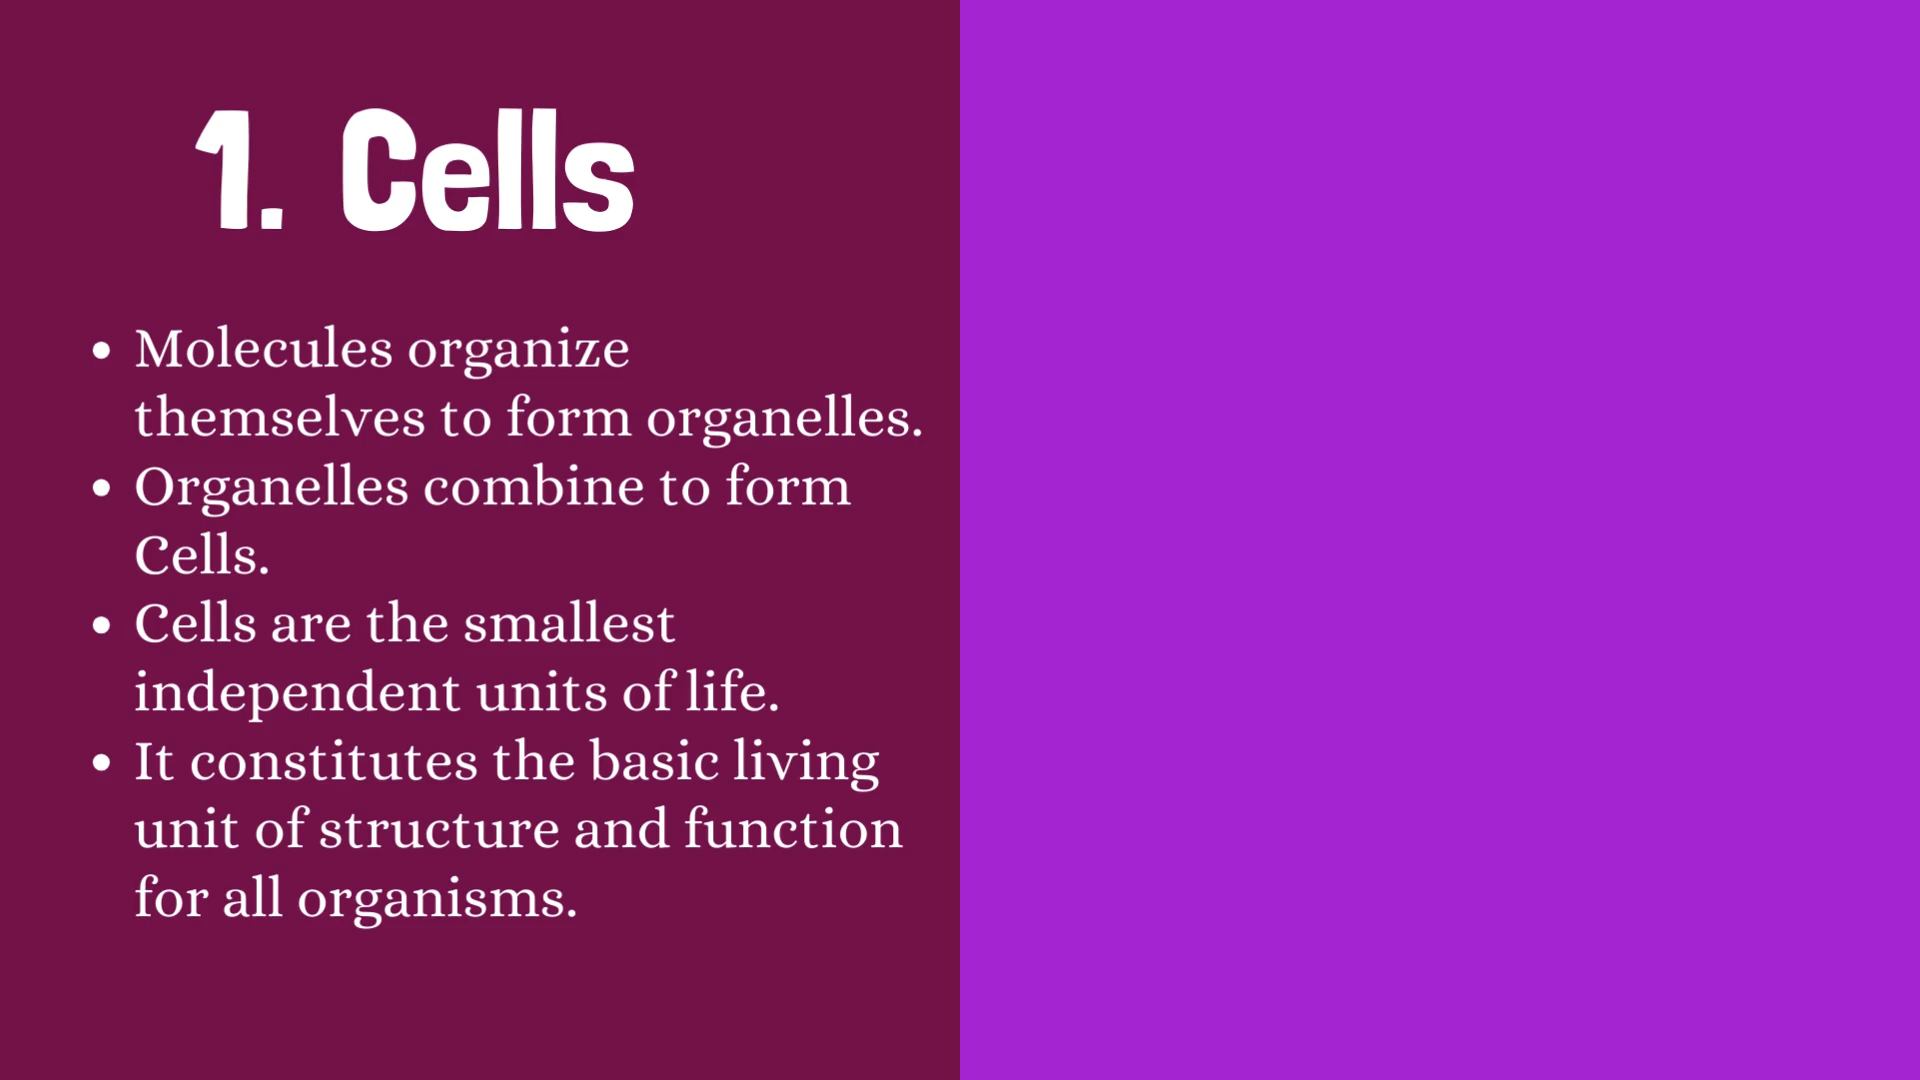 1. Cells
• Molecules organize
themselves to form organelles.
• Organelles combine to form
Cells.
• Cells are the smallest
independent units of life.
• It constitutes the basic living
unit of structure and function
for all organisms.